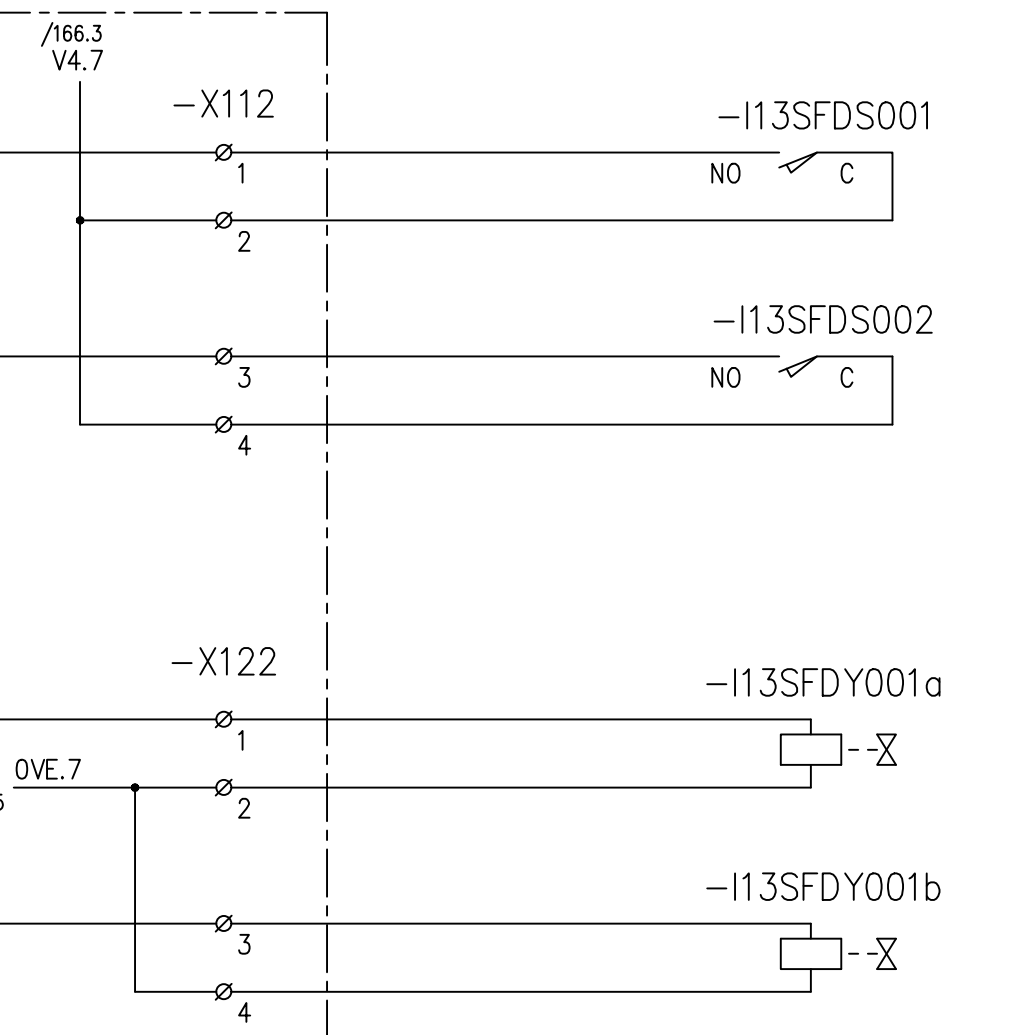 /166.3
V4.7
-X112
-I13SFDS001
1
NO
C
2
-I13SFDS002
3
NO
C
4
-X122
-I13SFDY001a
1
0VE.7
2
-I13SFDY001b
3
4